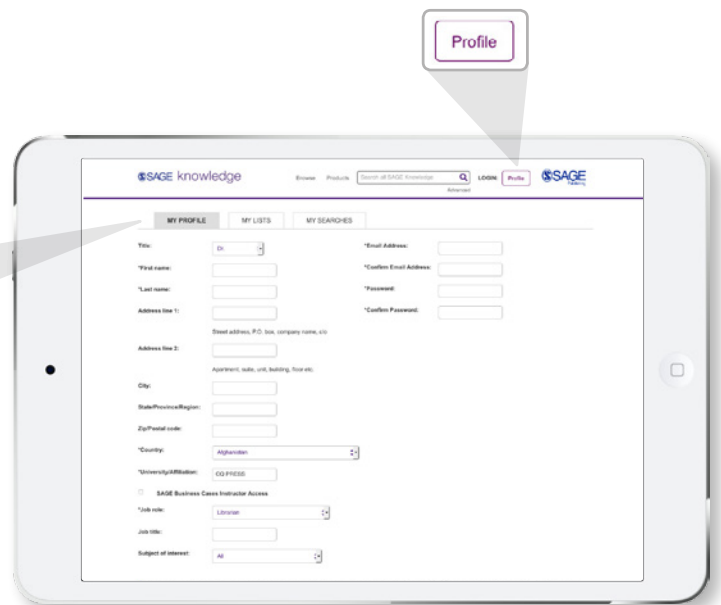 Profile
SAGE knowledge Browse Products Search all SAGE Knowledge LOGIN Profile SAGE Publishing
Advanced
MY PROFILE MY LISTS MY SEARCHES
Title: Dr. *Email Address:
*First name: *Confirm Email Address:
*Last name: *Password:
Address line 1: *Confirm Password:
Street address, P.O. box, company name, c/o
Address line 2:
Apartment, suite, unit, building, floor etc.
City:
State/Province/Region:
Zip/Postal code:
*Country: Afghanistan
*University/Affiliation: CQ PRESS
SAGE Business Cases Instructor Access
*Job role: Librarian
Job title:
Subject of interest: All